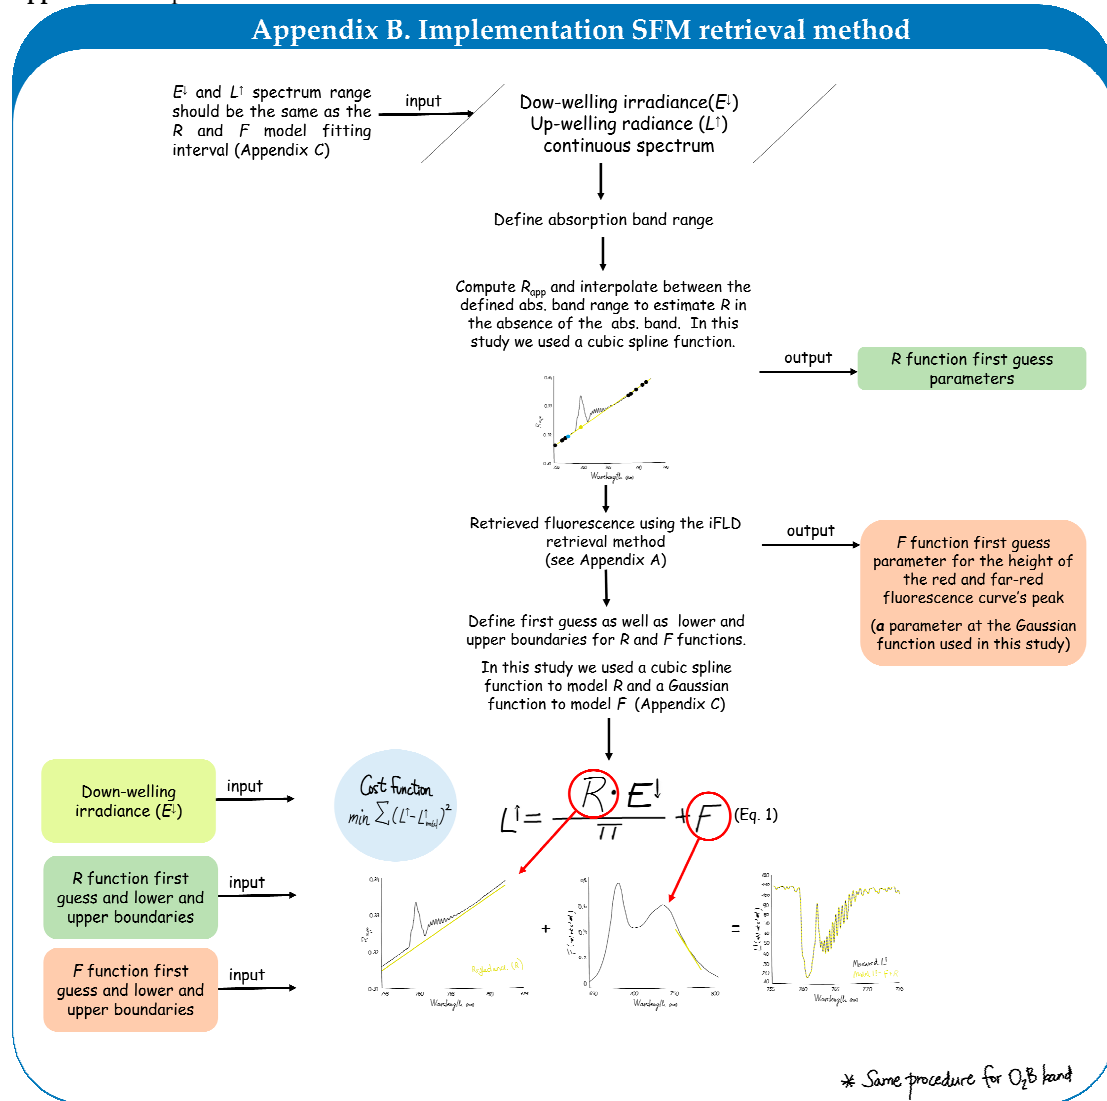 Appendix B. Implementation SFM retrieval method
E↓ and L↑ spectrum range
should be the same as the
R and F model fitting
interval (Appendix C)
input
Dow-welling irradiance(E↓)
Up-welling radiance (L↑)
continuous spectrum
Define absorption band range
Compute Rapp and interpolate between the
defined abs. band range to estimate R in
the absence of the abs. band. In this
study we used a cubic spline function.
output
R function first guess
parameters
Wavelength (nm)
Retrieved fluorescence using the iFLD
retrieval method
(see Appendix A)
output
F function first guess
parameter for the height of
the red and far-red
fluorescence curve's peak
(a parameter at the Gaussian
function used in this study)
Define first guess as well as lower and
upper boundaries for R and F functions.
In this study we used a cubic spline
function to model R and a Gaussian
function to model F (Appendix C)
Down-welling
irradiance (E↓)
input
Cost function
min ∑(L↑-L↑mod)²
L↑ = R·E↓/π + F (Eq. 1)
R function first
guess and lower and
upper boundaries
input
F function first
guess and lower and
upper boundaries
input
+
=
Wavelength (nm)
Wavelength (nm)
Measured L↑
Wavelength (nm)
* Same procedure for O₂B band